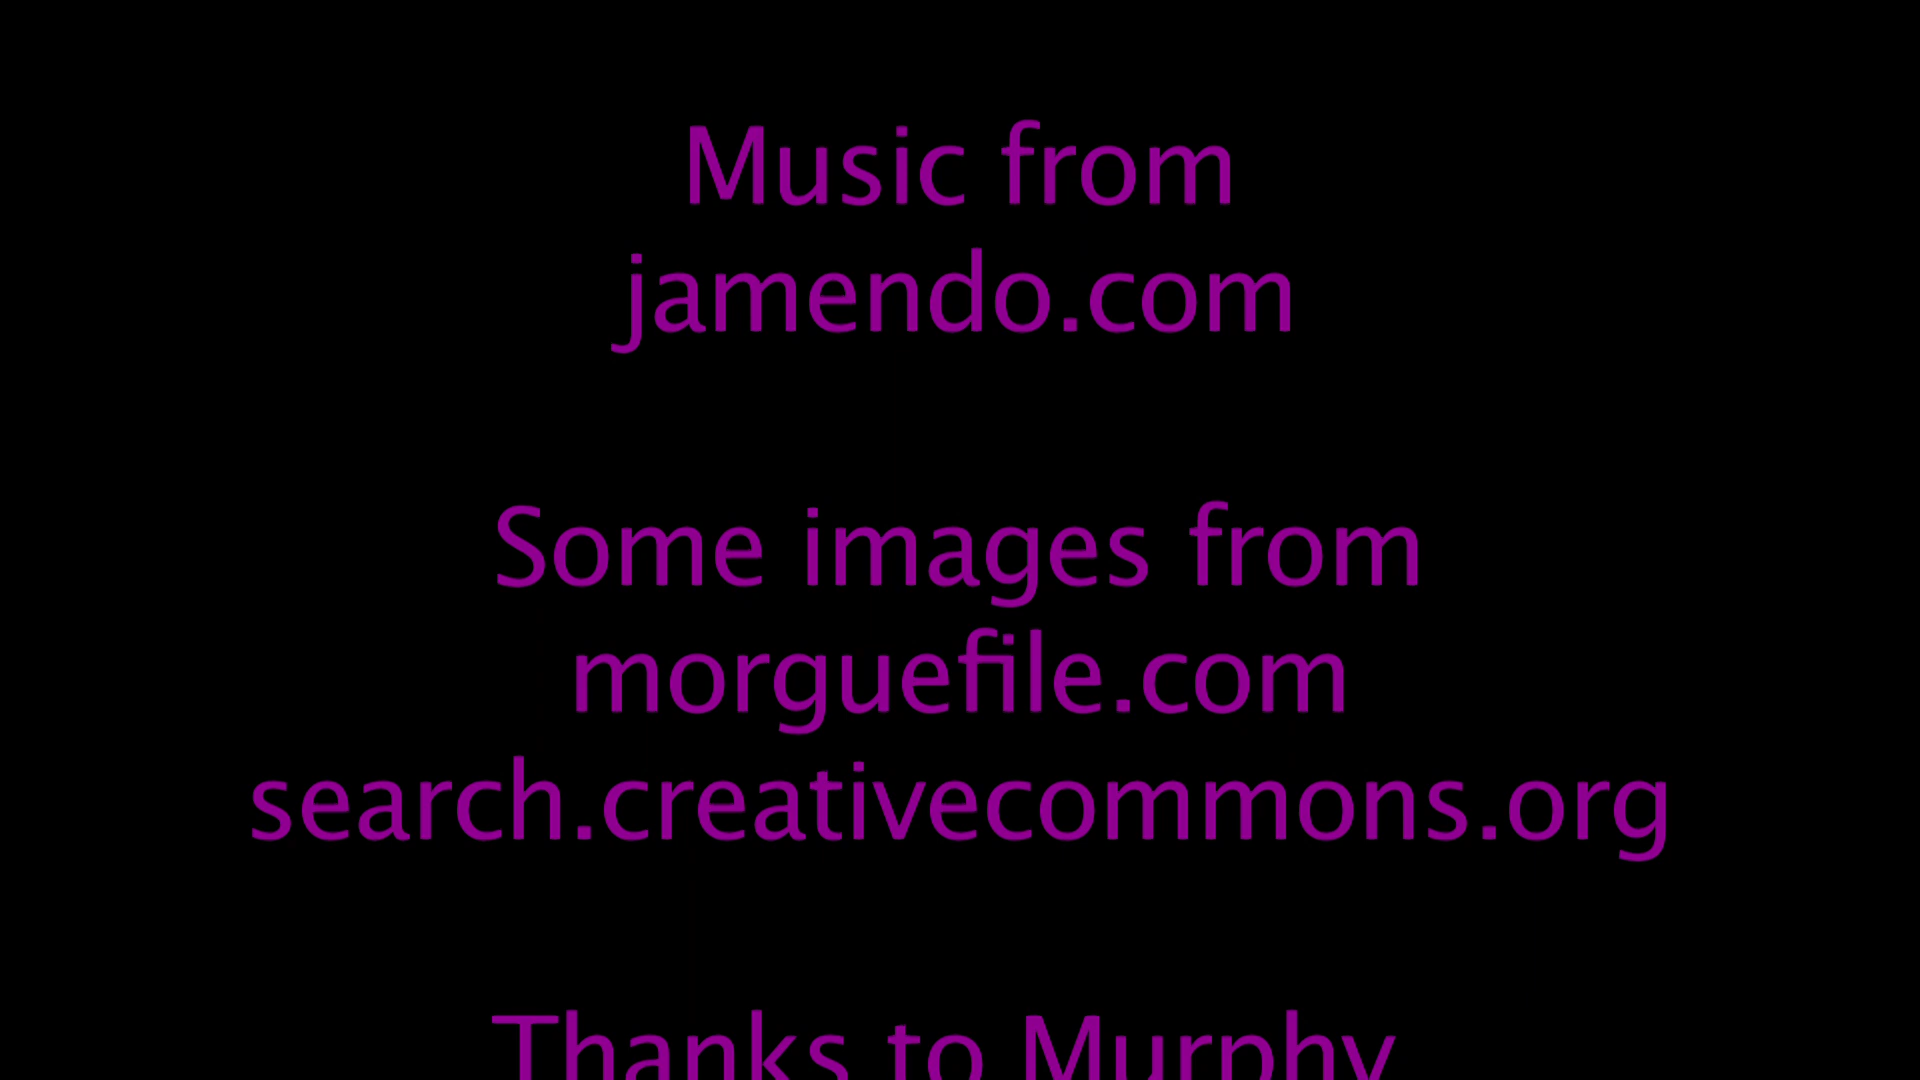 Music from
jamendo.com
Some images from
morguefile.com
search.creativecommons.org
Thanks to Murphy